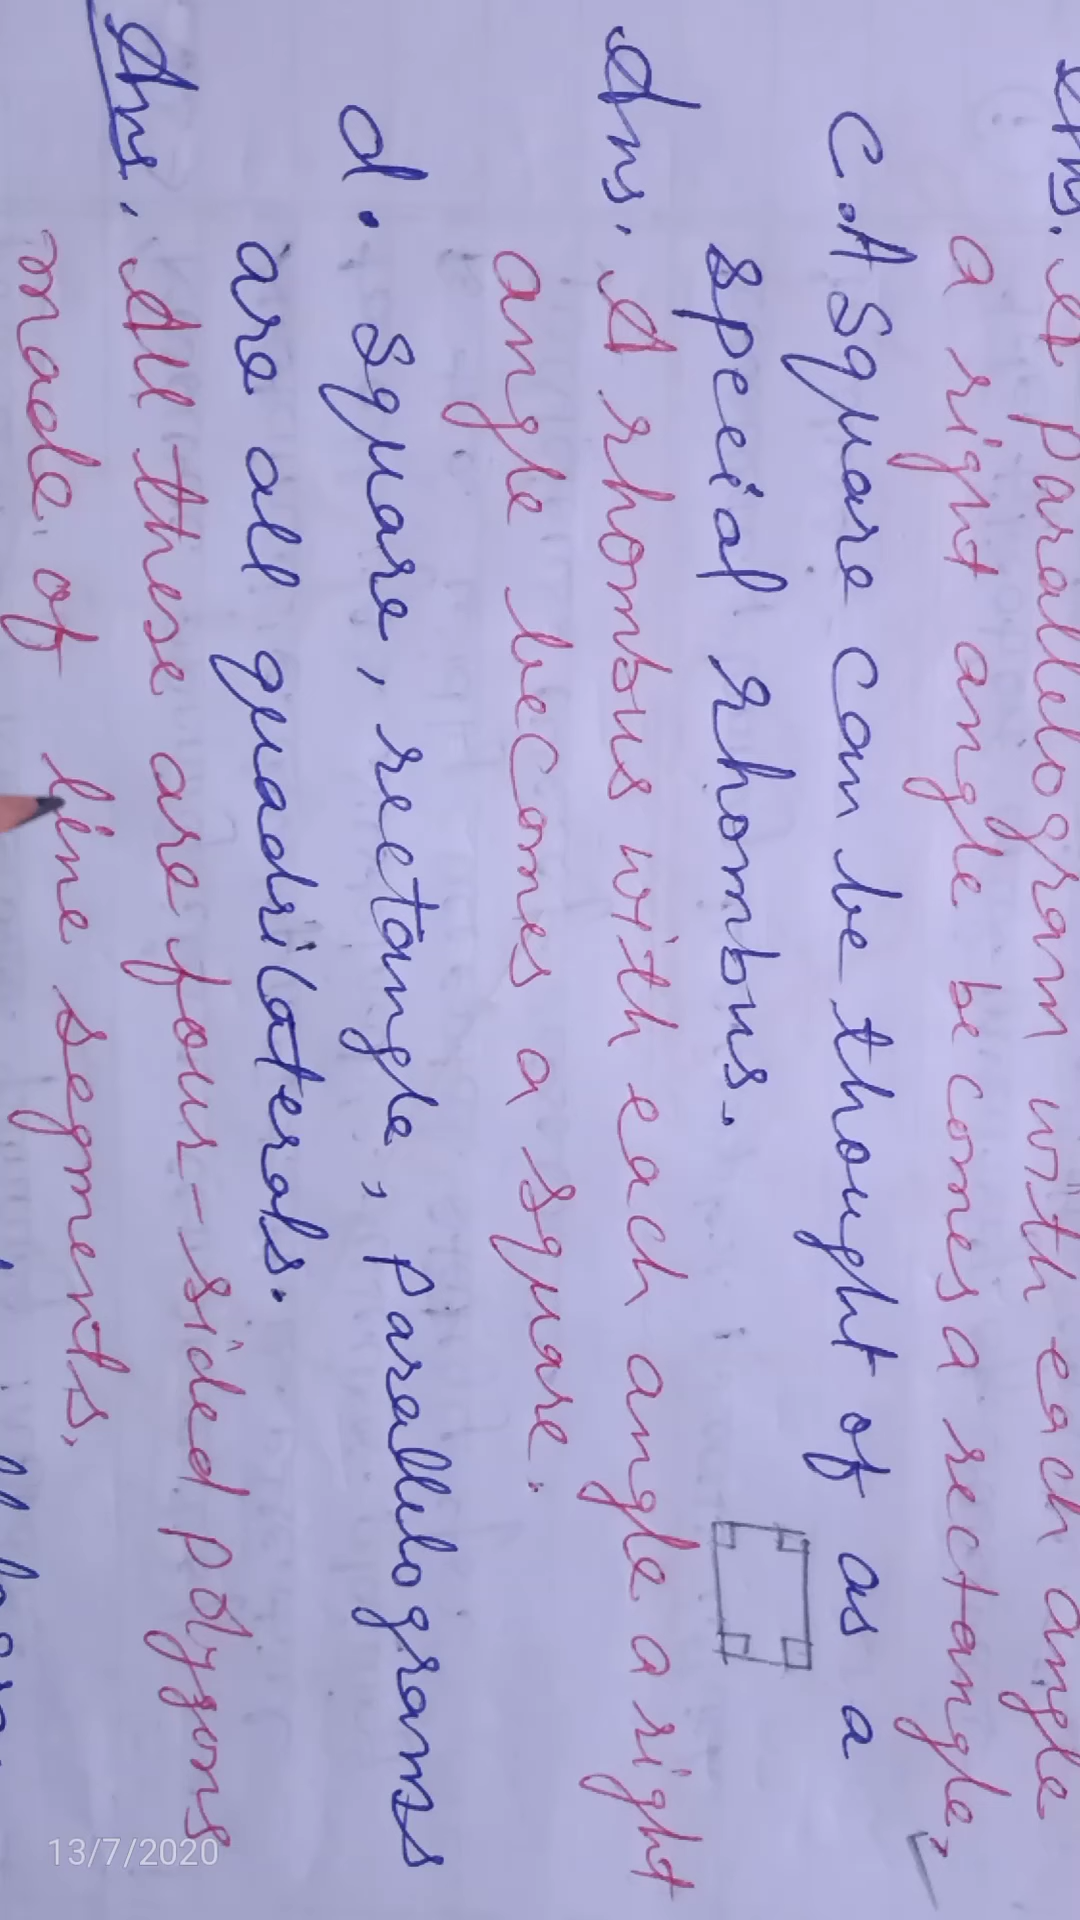 Ans. A parallelogram with each angle
a right angle becomes a rectangle.
c. A Square can be thought of as a
special rhombus.
Ans. A rhombus with each angle a right
angle becomes a square.
d. Square, rectangle, parallelograms
are all quadrilaterals.
Ans. All these are four-sided polygons
made of line segments.
13/7/2020